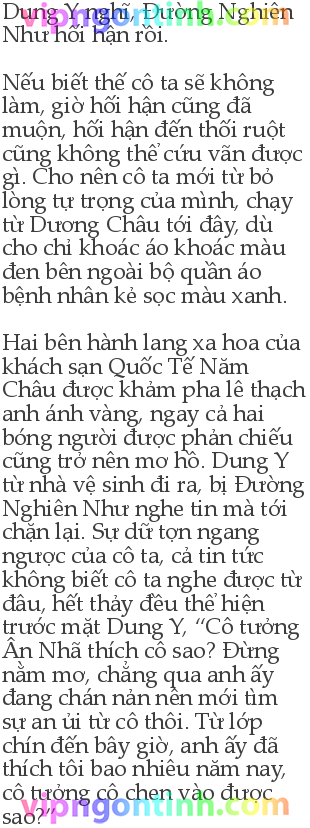 Dung Y nghĩ, Đường Nghiên
Như hối hận rồi.
Nếu biết thế cô ta sẽ không
làm, giờ hối hận cũng đã
muộn, hối hận đến thối ruột
cũng không thể cứu vãn được
gì. Cho nên cô ta mới từ bỏ
lòng tự trọng của mình, chạy
từ Dương Châu tới đây, dù
cho chỉ khoác áo khoác màu
đen bên ngoài bộ quần áo
bệnh nhân kẻ sọc màu xanh.
Hai bên hành lang xa hoa của
khách sạn Quốc Tế Năm
Châu được khảm pha lê thạch
anh ánh vàng, ngay cả hai
bóng người được phản chiếu
cũng trở nên mơ hồ. Dung Y
từ nhà vệ sinh đi ra, bị Đường
Nghiên Như nghe tin mà tới
chặn lại. Sự dữ tợn ngang
ngược của cô ta, cả tin tức
không biết cô ta nghe được từ
đâu, hết thảy đều thể hiện
trước mặt Dung Y, “Cô tưởng
Ân Nhã thích cô sao? Đừng
nằm mơ, chẳng qua anh ấy
đang chán nản nên mới tìm
sự an ủi từ cô thôi. Từ lớp
chín đến bây giờ, anh ấy đã
thích tôi bao nhiêu năm nay,
cô tưởng cô chen vào được
sao?”
vipngontinh.com